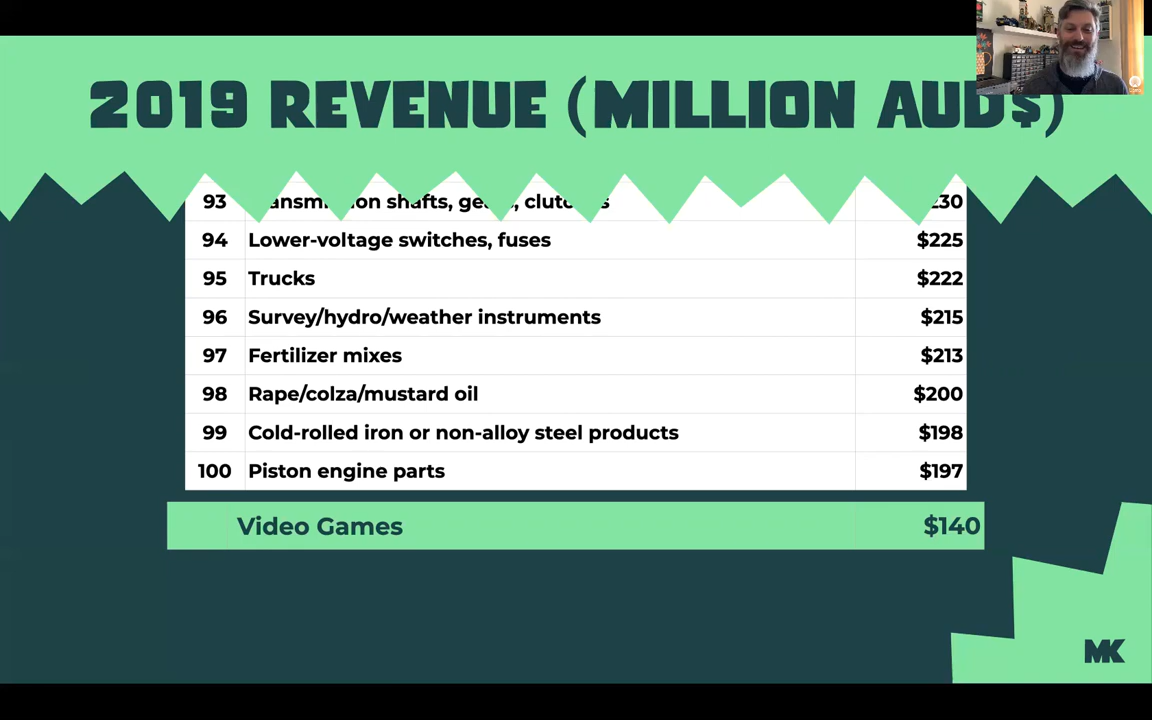 2019 REVENUE (MILLION AUD$)
93 shafts,
94 Lower-voltage switches, fuses $225
95 Trucks $222
96 Survey/hydro/weather instruments $215
97 Fertilizer mixes $213
98 Rape/colza/mustard oil $200
99 Cold-rolled iron or non-alloy steel products $198
100 Piston engine parts $197
Video Games $140
MK